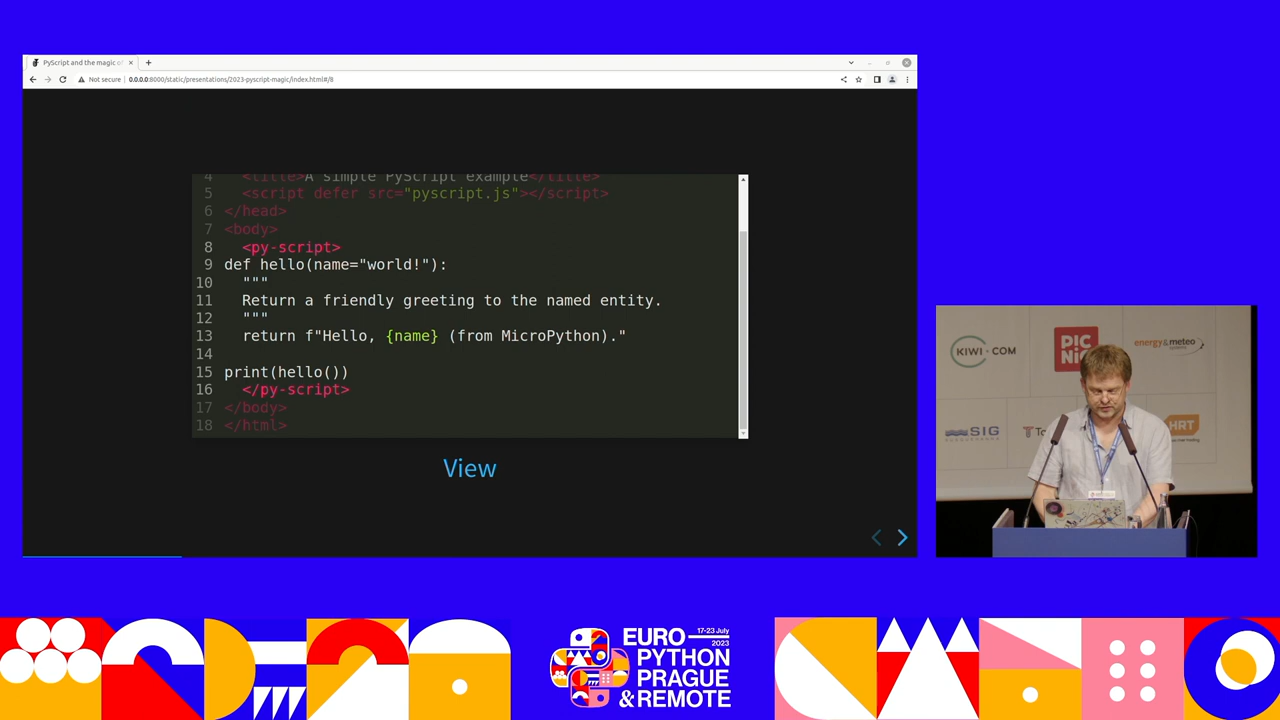 PyScript and the magic of
Not secure | 0.0.0.0:8000/static/presentations/2023-pyscript-magic/index.html#/8
4 <title>A simple PyScript example</title>
5 <script defer src="pyscript.js"></script>
6 </head>
7 <body>
8 <py-script>
9 def hello(name="world!"):
10 """
11 Return a friendly greeting to the named entity.
12 """
13 return f"Hello, {name} (from MicroPython)."
14
15 print(hello())
16 </py-script>
17 </body>
18 </html>
View
KIWI.COM
PIC
NIC
energy & meteo
systems
SIG
HRT
EURO
17-23 July
2023
PYTHON
PRAGUE
& REMOTE